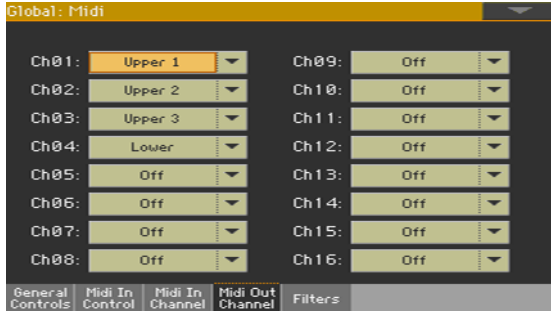 Global: Midi
Ch01: Upper 1 Ch09: Off
Ch02: Upper 2 Ch10: Off
Ch03: Upper 3 Ch11: Off
Ch04: Lower Ch12: Off
Ch05: Off Ch13: Off
Ch06: Off Ch14: Off
Ch07: Off Ch15: Off
Ch08: Off Ch16: Off
General Controls Midi In Control Midi In Channel Midi Out Channel Filters